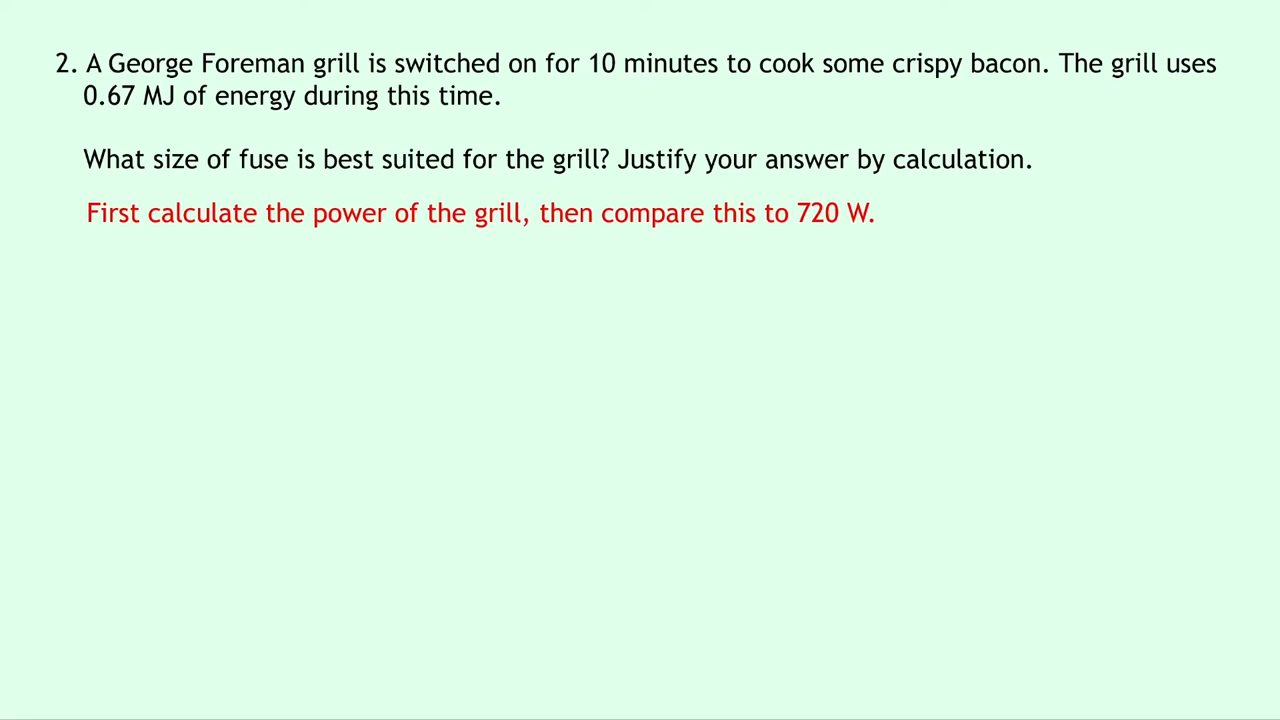 2. A George Foreman grill is switched on for 10 minutes to cook some crispy bacon. The grill uses
0.67 MJ of energy during this time.
What size of fuse is best suited for the grill? Justify your answer by calculation.
First calculate the power of the grill, then compare this to 720 W.